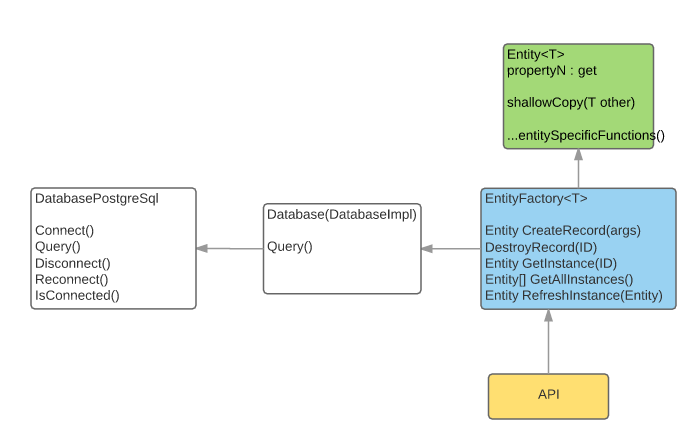 Entity<T>
propertyN : get
shallowCopy(T other)
...entitySpecificFunctions()
DatabasePostgreSql
Connect()
Query()
Disconnect()
Reconnect()
IsConnected()
Database(DatabaseImpl)
Query()
EntityFactory<T>
Entity CreateRecord(args)
DestroyRecord(ID)
Entity GetInstance(ID)
Entity[] GetAllInstances()
Entity RefreshInstance(Entity)
API